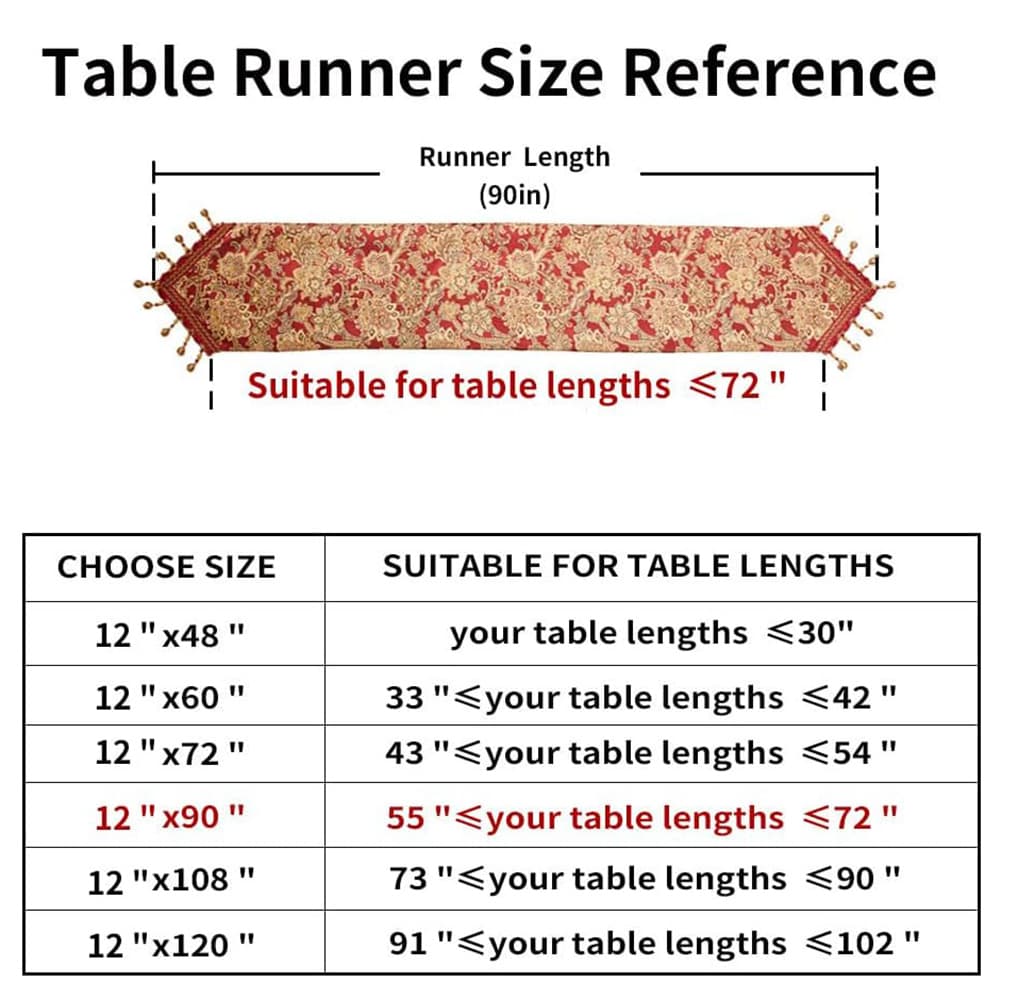 Table Runner Size Reference
Runner Length
(90in)
Suitable for table lengths ⩽72 "
CHOOSE SIZE SUITABLE FOR TABLE LENGTHS
12 "x48 " your table lengths ⩽30"
12 "x60 " 33 "⩽your table lengths ⩽42 "
12 "x72 " 43 "⩽your table lengths ⩽54 "
12 "x90 " 55 "⩽your table lengths ⩽72 "
12 "x108 " 73 "⩽your table lengths ⩽90 "
12 "x120 " 91 "⩽your table lengths ⩽102 "